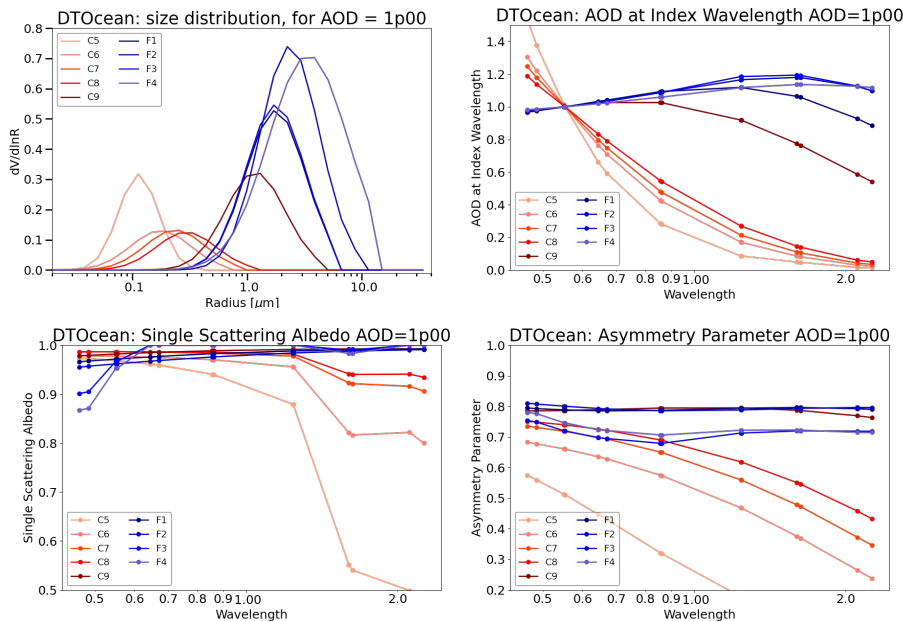 DTOcean: size distribution, for AOD = 1p00
dV/dlnR
0.8
0.7
0.6
0.5
0.4
0.3
0.2
0.1
0.0
C5
C6
C7
C8
C9
F1
F2
F3
F4
0.1
1.0
10.0
Radius [μm]
DTOcean: AOD at Index Wavelength AOD=1p00
AOD at Index Wavelength
1.4
1.2
1.0
0.8
0.6
0.4
0.2
0.0
C5
C6
C7
C8
C9
F1
F2
F3
F4
0.5
0.6
0.7
0.8
0.9
1.00
2.0
Wavelength
DTOcean: Single Scattering Albedo AOD=1p00
Single Scattering Albedo
1.0
0.9
0.8
0.7
0.6
0.5
C5
C6
C7
C8
C9
F1
F2
F3
F4
0.5
0.6
0.7
0.8
0.9
1.00
2.0
Wavelength
DTOcean: Asymmetry Parameter AOD=1p00
Asymmetry Parameter
1.0
0.9
0.8
0.7
0.6
0.5
0.4
0.3
0.2
C5
C6
C7
C8
C9
F1
F2
F3
F4
0.5
0.6
0.7
0.8
0.9
1.00
2.0
Wavelength